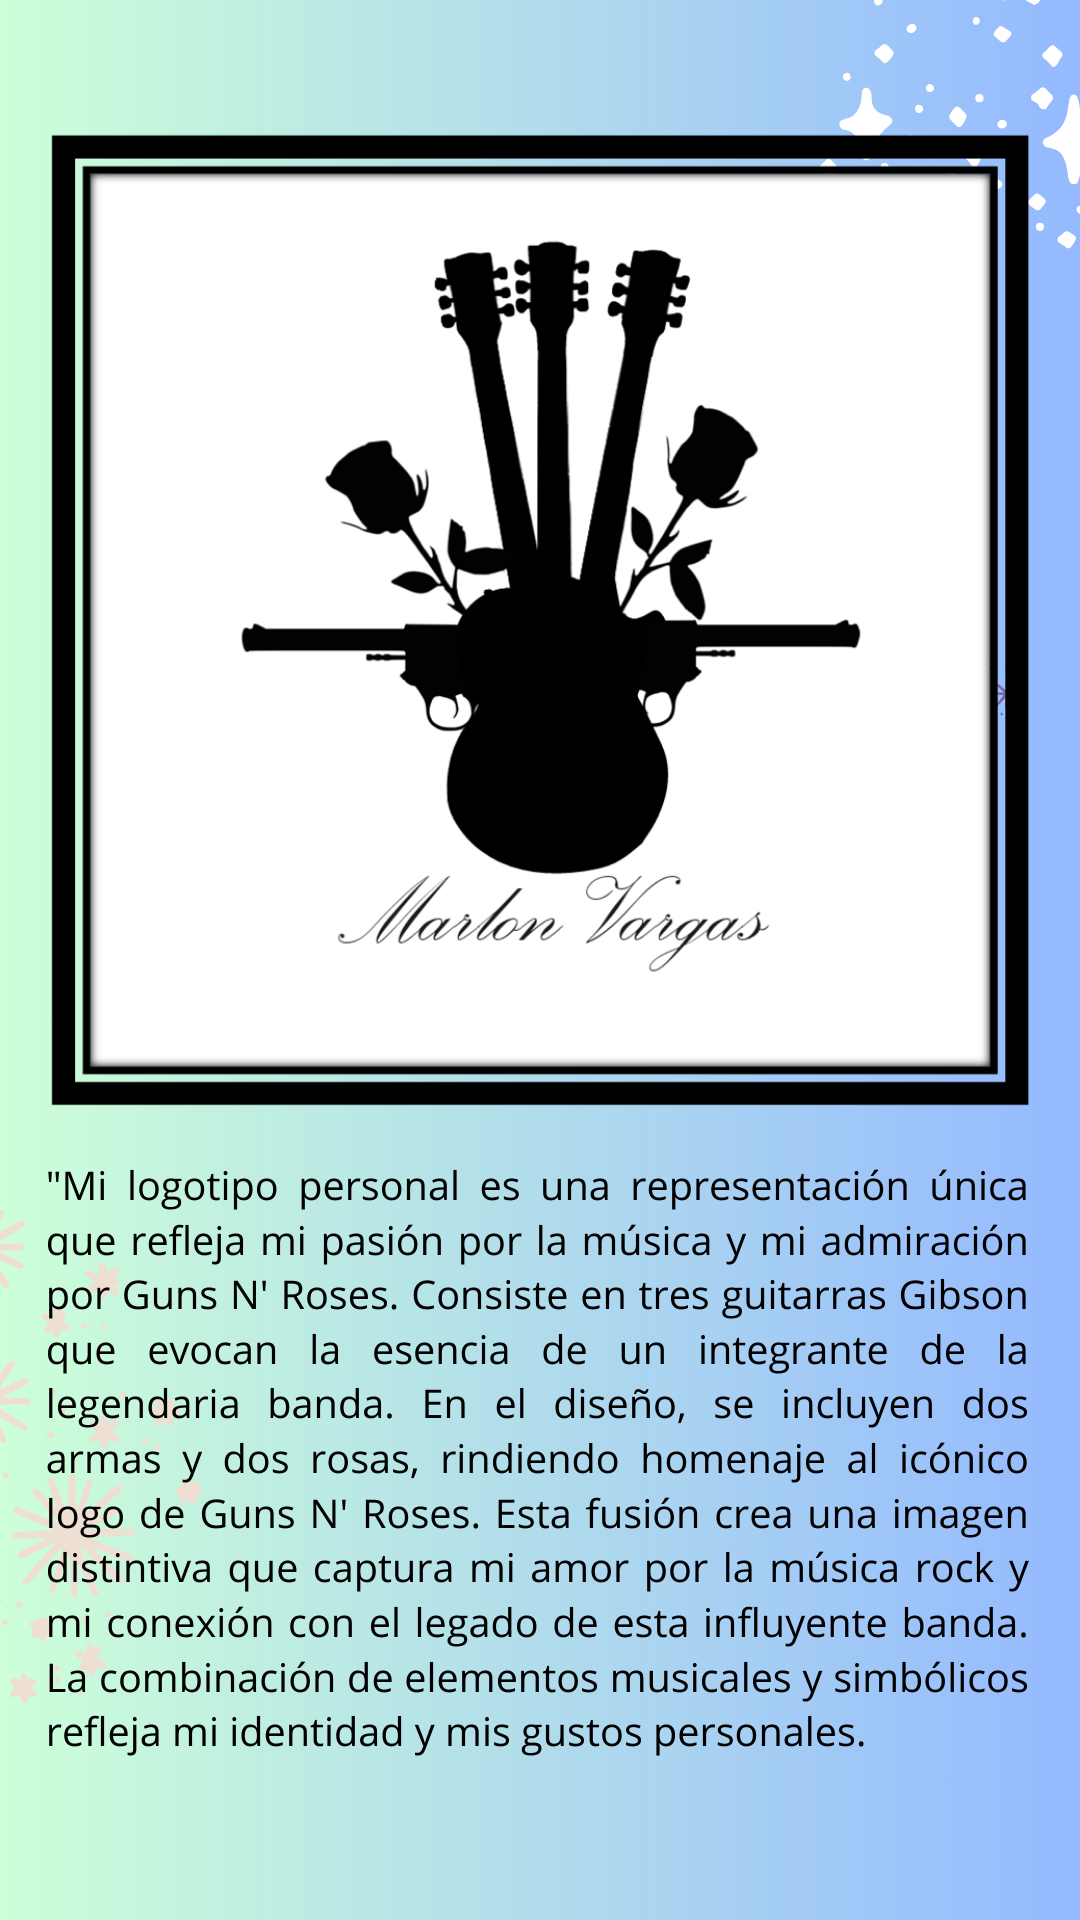 Marlon Vargas
"Mi logotipo personal es una representación única
que refleja mi pasión por la música y mi admiración
por Guns N' Roses. Consiste en tres guitarras Gibson
que evocan la esencia de un integrante de la
legendaria banda. En el diseño, se incluyen dos
armas y dos rosas, rindiendo homenaje al icónico
logo de Guns N' Roses. Esta fusión crea una imagen
distintiva que captura mi amor por la música rock y
mi conexión con el legado de esta influyente banda.
La combinación de elementos musicales y simbólicos
refleja mi identidad y mis gustos personales.